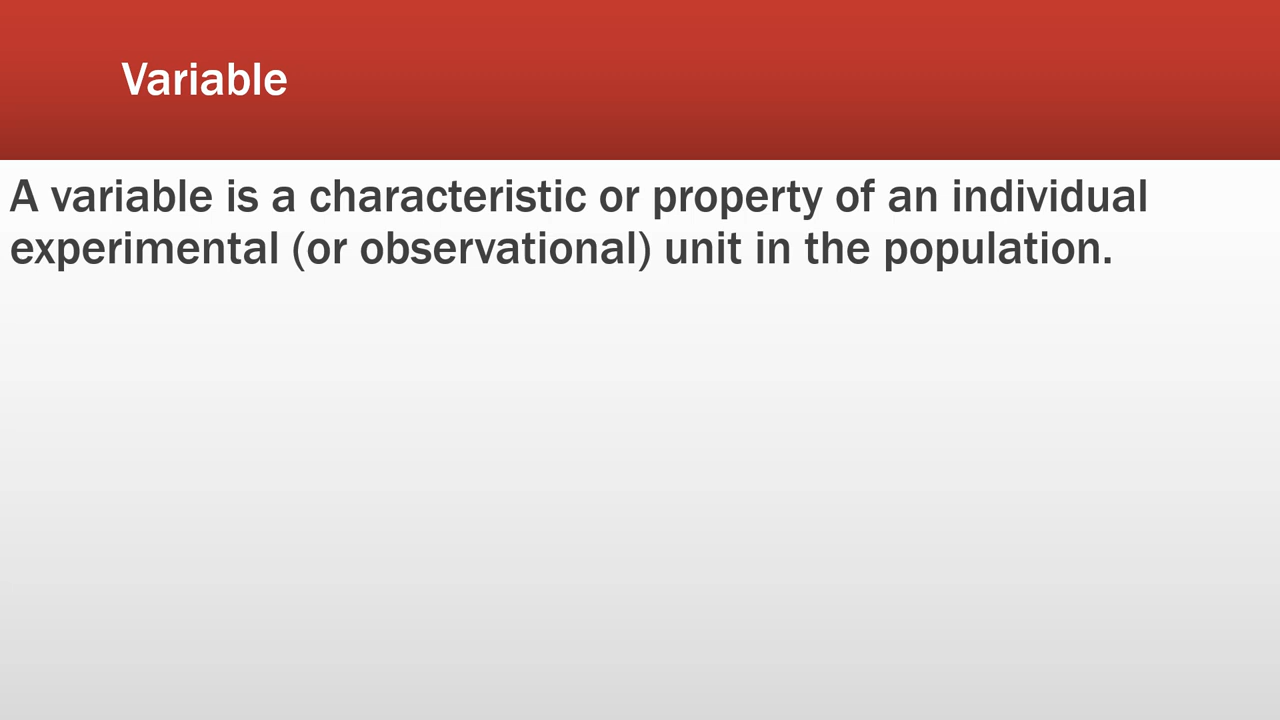 Variable
A variable is a characteristic or property of an individual
experimental (or observational) unit in the population.